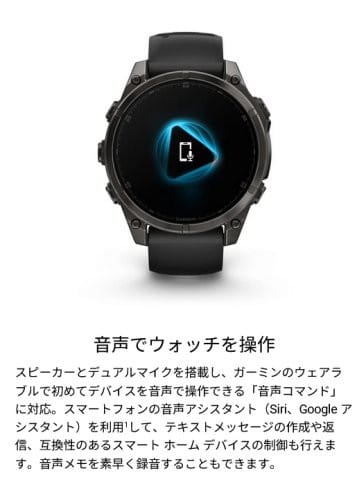 音声でウォッチを操作
スピーカーとデュアルマイクを搭載し、ガーミンのウェアラ
ブルで初めてデバイスを音声で操作できる「音声コマンド」
に対応。スマートフォンの音声アシスタント（Siri、Google ア
シスタント）を利用¹して、テキストメッセージの作成や返
信、互換性のあるスマート ホーム デバイスの制御も行えま
す。音声メモを素早く録音することもできます。